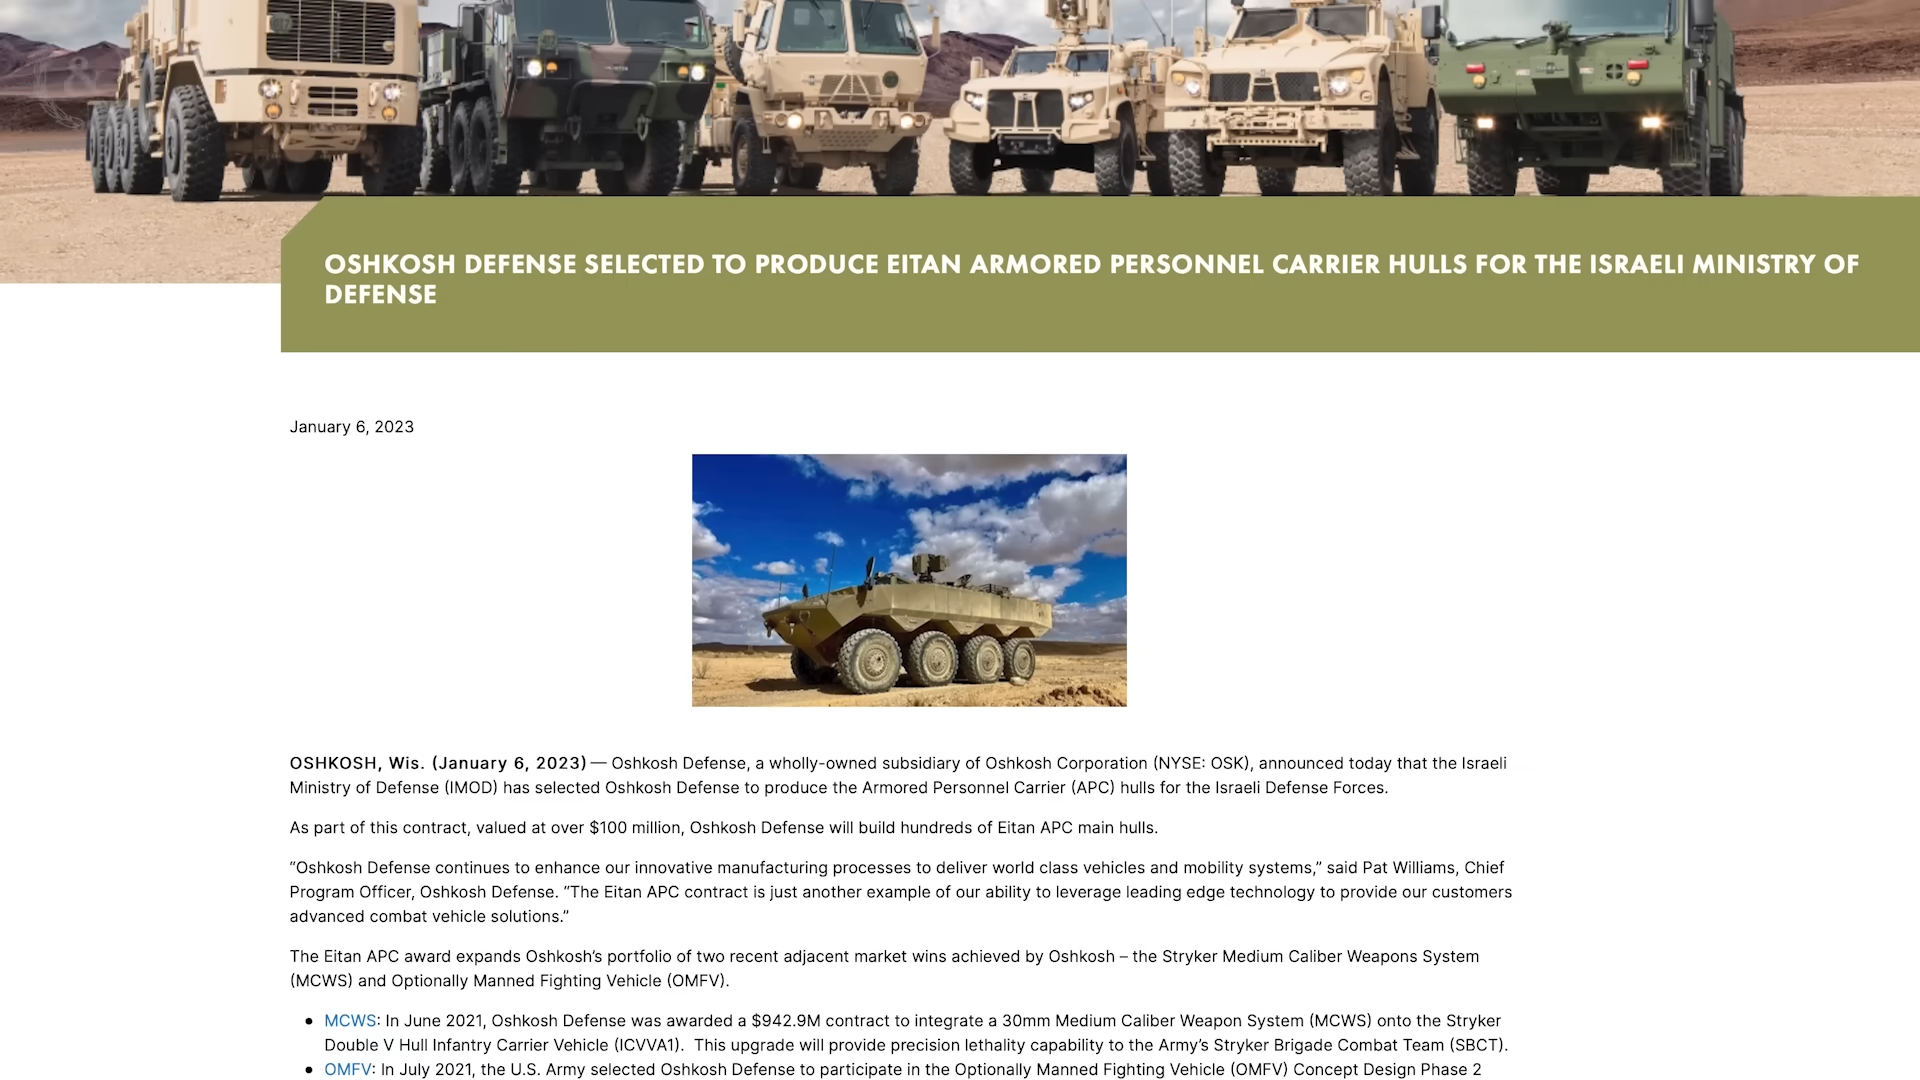 OSHKOSH DEFENSE SELECTED TO PRODUCE EITAN ARMORED PERSONNEL CARRIER HULLS FOR THE ISRAELI MINISTRY OF
DEFENSE
January 6, 2023
OSHKOSH, Wis. (January 6, 2023) — Oshkosh Defense, a wholly-owned subsidiary of Oshkosh Corporation (NYSE: OSK), announced today that the Israeli
Ministry of Defense (IMOD) has selected Oshkosh Defense to produce the Armored Personnel Carrier (APC) hulls for the Israeli Defense Forces.
As part of this contract, valued at over $100 million, Oshkosh Defense will build hundreds of Eitan APC main hulls.
“Oshkosh Defense continues to enhance our innovative manufacturing processes to deliver world class vehicles and mobility systems,” said Pat Williams, Chief
Program Officer, Oshkosh Defense. “The Eitan APC contract is just another example of our ability to leverage leading edge technology to provide our customers
advanced combat vehicle solutions.”
The Eitan APC award expands Oshkosh’s portfolio of two recent adjacent market wins achieved by Oshkosh – the Stryker Medium Caliber Weapons System
(MCWS) and Optionally Manned Fighting Vehicle (OMFV).
• MCWS: In June 2021, Oshkosh Defense was awarded a $942.9M contract to integrate a 30mm Medium Caliber Weapon System (MCWS) onto the Stryker
Double V Hull Infantry Carrier Vehicle (ICVVA1).  This upgrade will provide precision lethality capability to the Army’s Stryker Brigade Combat Team (SBCT).
• OMFV: In July 2021, the U.S. Army selected Oshkosh Defense to participate in the Optionally Manned Fighting Vehicle (OMFV) Concept Design Phase 2